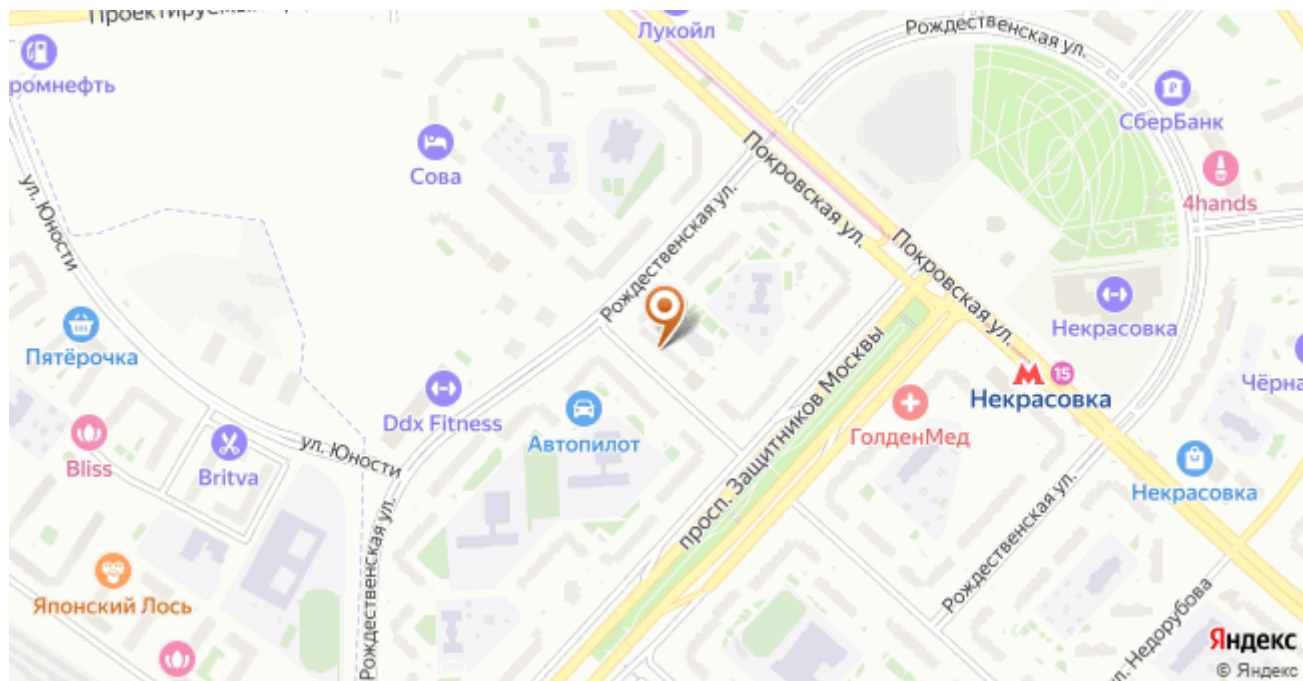 Лукойл
Рождественская ул.
ромнефть
СберБанк
Сова
Покровская ул.
4hands
ул. Юности
Рождественская ул.
Покровская ул.
Некрасовка
Пятёрочка
15
Некрасовка
Чёрна
Ddx Fitness
просп. Защитников Москвы
Автопилот
ГолденМед
Bliss
Britva
ул. Юности
Некрасовка
Рождественская ул.
Рождественская ул.
Японский Лось
ул. Недорубова
Яндекс
© Яндекс